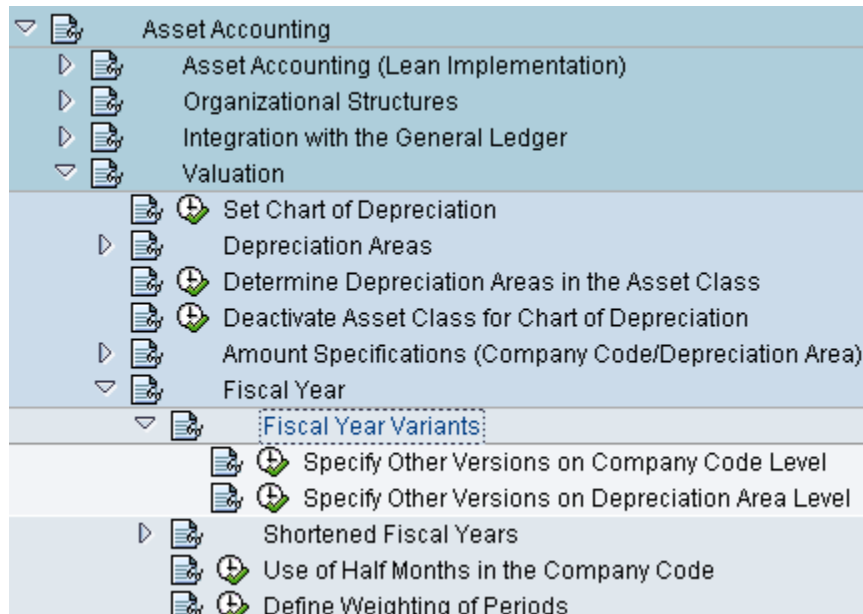 Asset Accounting
Asset Accounting (Lean Implementation)
Organizational Structures
Integration with the General Ledger
Valuation
Set Chart of Depreciation
Depreciation Areas
Determine Depreciation Areas in the Asset Class
Deactivate Asset Class for Chart of Depreciation
Amount Specifications (Company Code/Depreciation Area)
Fiscal Year
Fiscal Year Variants
Specify Other Versions on Company Code Level
Specify Other Versions on Depreciation Area Level
Shortened Fiscal Years
Use of Half Months in the Company Code
Define Weighting of Periods